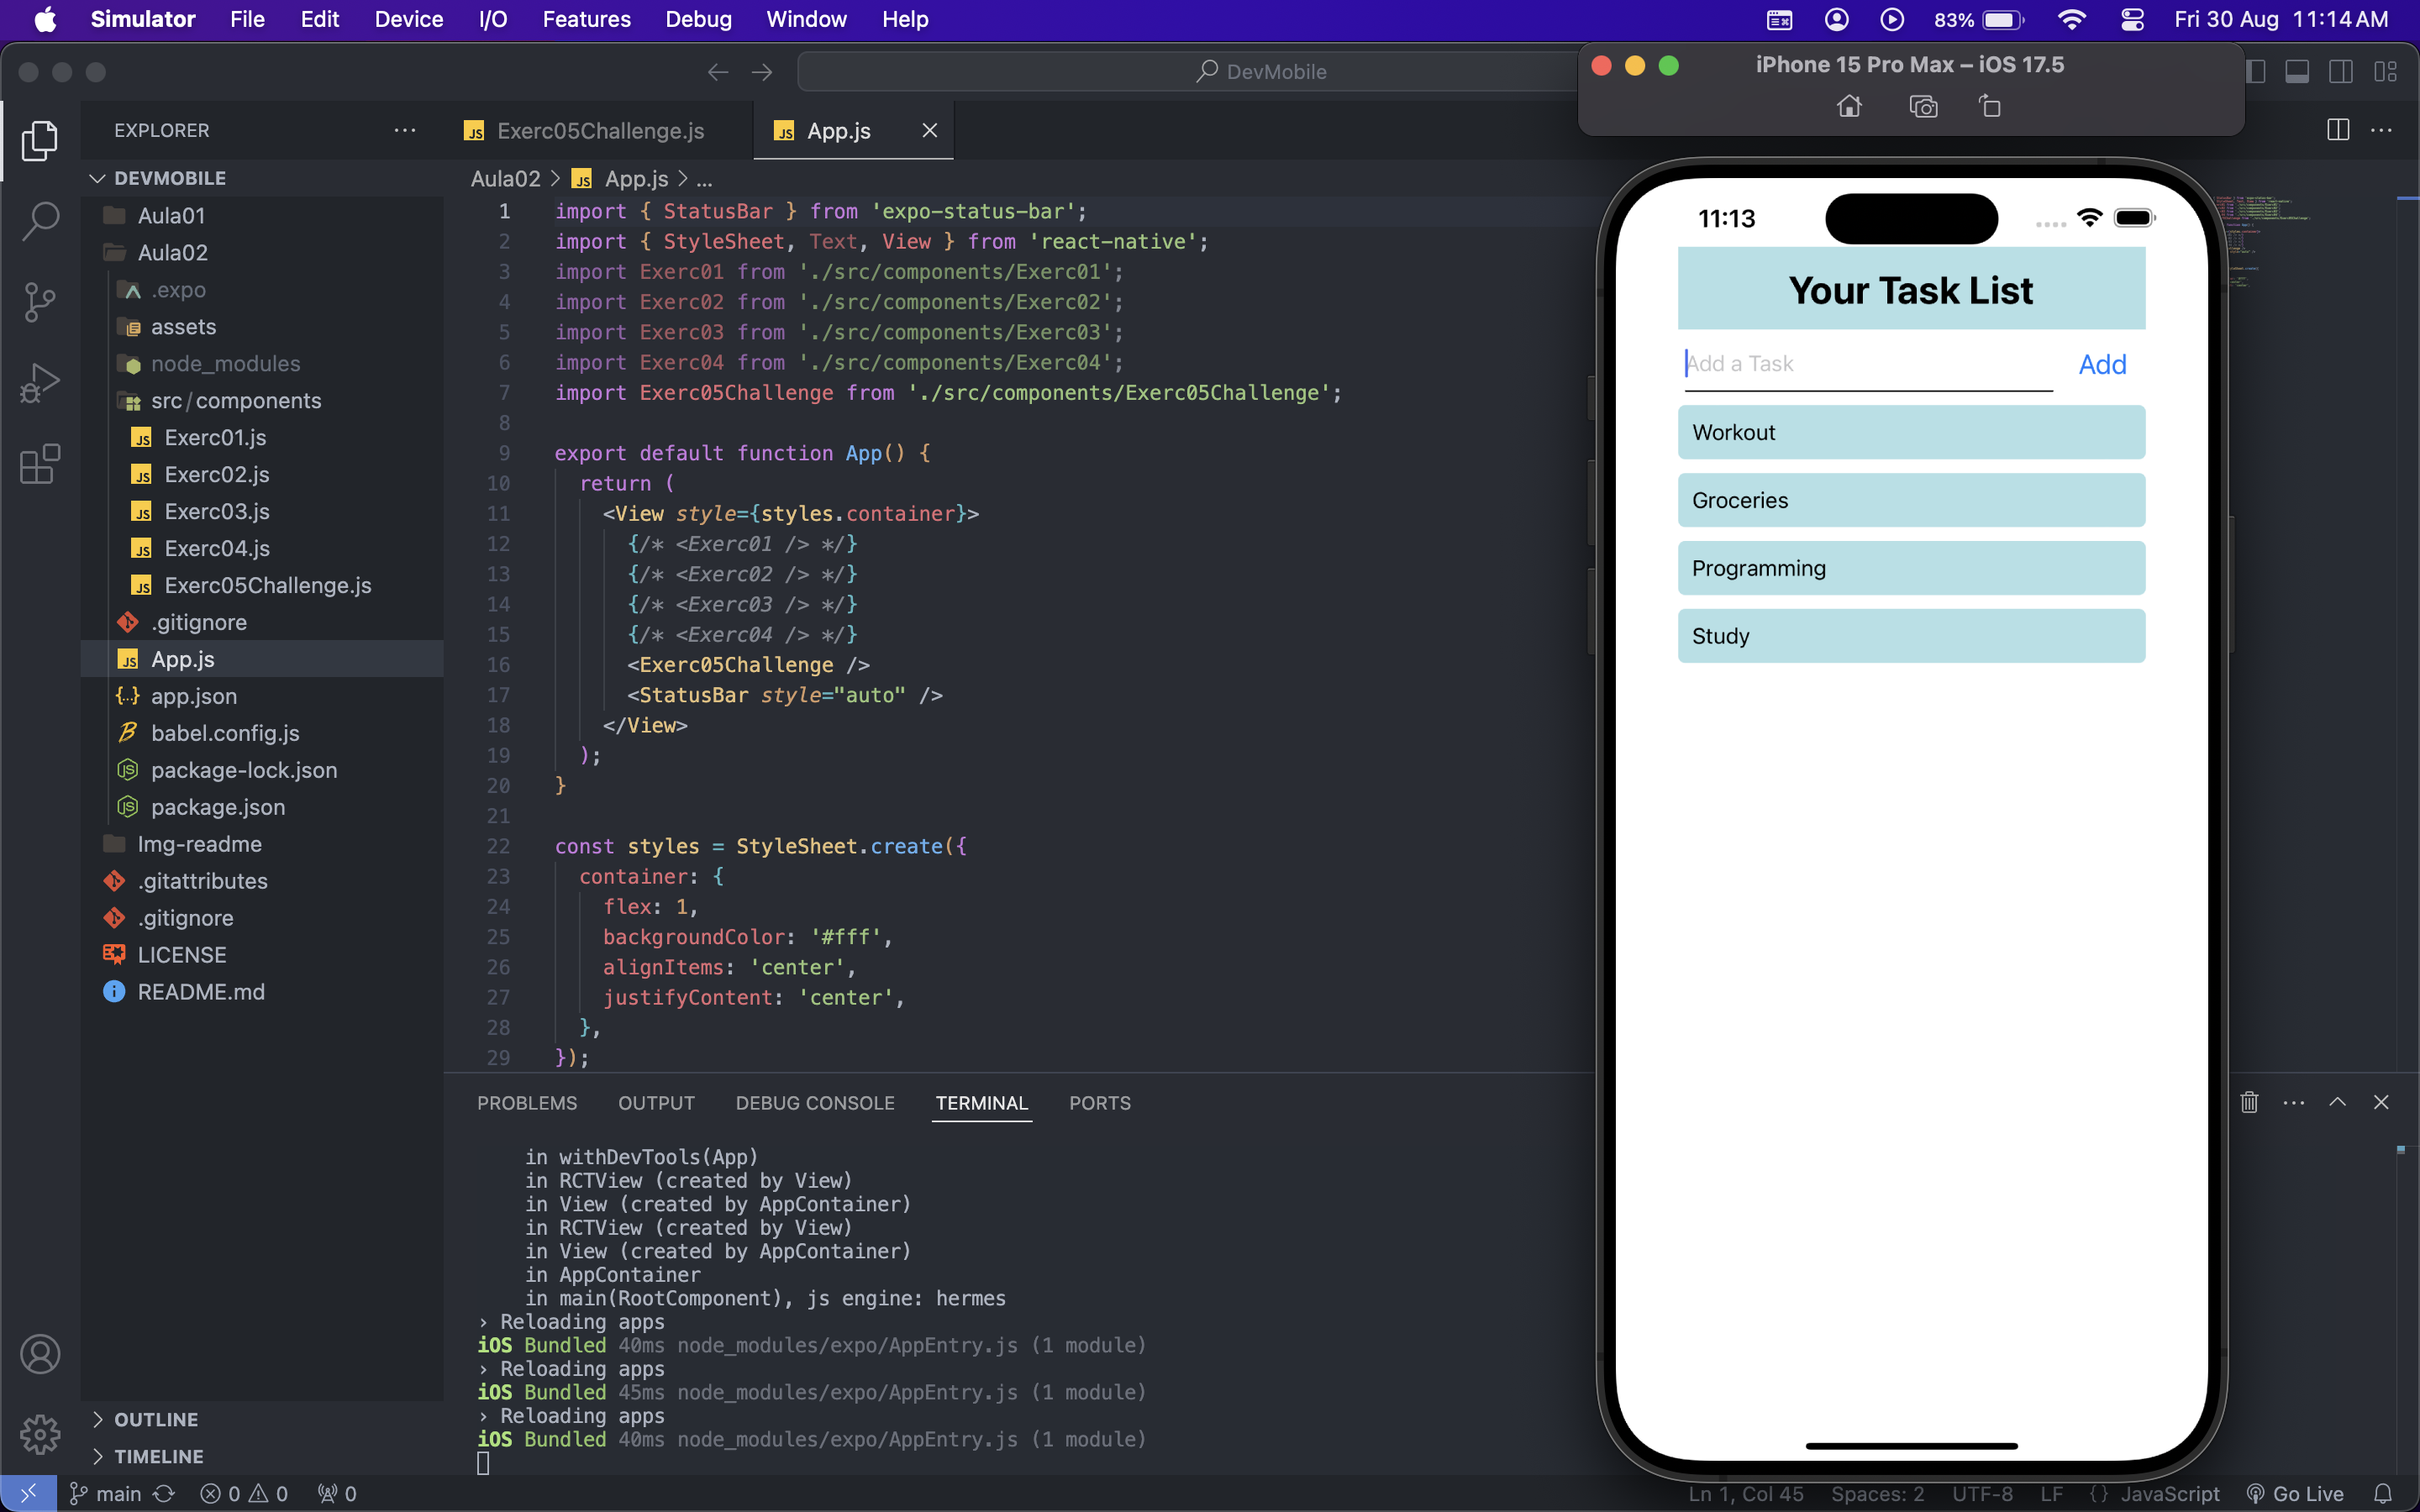 Simulator File Edit Device I/O Features Debug Window Help 83% Fri 30 Aug 11:14 AM
DevMobile
iPhone 15 Pro Max – iOS 17.5
EXPLORER
Exerc05Challenge.js
App.js
DEVMOBILE
Aula02 > App.js > ...
Aula01
Aula02
.expo
assets
node_modules
src/components
Exerc01.js
Exerc02.js
Exerc03.js
Exerc04.js
Exerc05Challenge.js
.gitignore
App.js
app.json
babel.config.js
package-lock.json
package.json
Img-readme
.gitattributes
.gitignore
LICENSE
README.md
OUTLINE
TIMELINE
1 import { StatusBar } from 'expo-status-bar';
2 import { StyleSheet, Text, View } from 'react-native';
3 import Exerc01 from './src/components/Exerc01';
4 import Exerc02 from './src/components/Exerc02';
5 import Exerc03 from './src/components/Exerc03';
6 import Exerc04 from './src/components/Exerc04';
7 import Exerc05Challenge from './src/components/Exerc05Challenge';
8
9 export default function App() {
10 return (
11 <View style={styles.container}>
12 {/* <Exerc01 /> */}
13 {/* <Exerc02 /> */}
14 {/* <Exerc03 /> */}
15 {/* <Exerc04 /> */}
16 <Exerc05Challenge />
17 <StatusBar style="auto" />
18 </View>
19 );
20 }
21
22 const styles = StyleSheet.create({
23 container: {
24 flex: 1,
25 backgroundColor: '#fff',
26 alignItems: 'center',
27 justifyContent: 'center',
28 },
29 });
PROBLEMS OUTPUT DEBUG CONSOLE TERMINAL PORTS
in withDevTools(App)
in RCTView (created by View)
in View (created by AppContainer)
in RCTView (created by View)
in View (created by AppContainer)
in AppContainer
in main(RootComponent), js engine: hermes
› Reloading apps
iOS Bundled 40ms node_modules/expo/AppEntry.js (1 module)
› Reloading apps
iOS Bundled 45ms node_modules/expo/AppEntry.js (1 module)
› Reloading apps
iOS Bundled 40ms node_modules/expo/AppEntry.js (1 module)
11:13
Your Task List
Add a Task
Add
Workout
Groceries
Programming
Study
main 0 0 0 Ln 1, Col 45 Spaces: 2 UTF-8 LF {} JavaScript Go Live